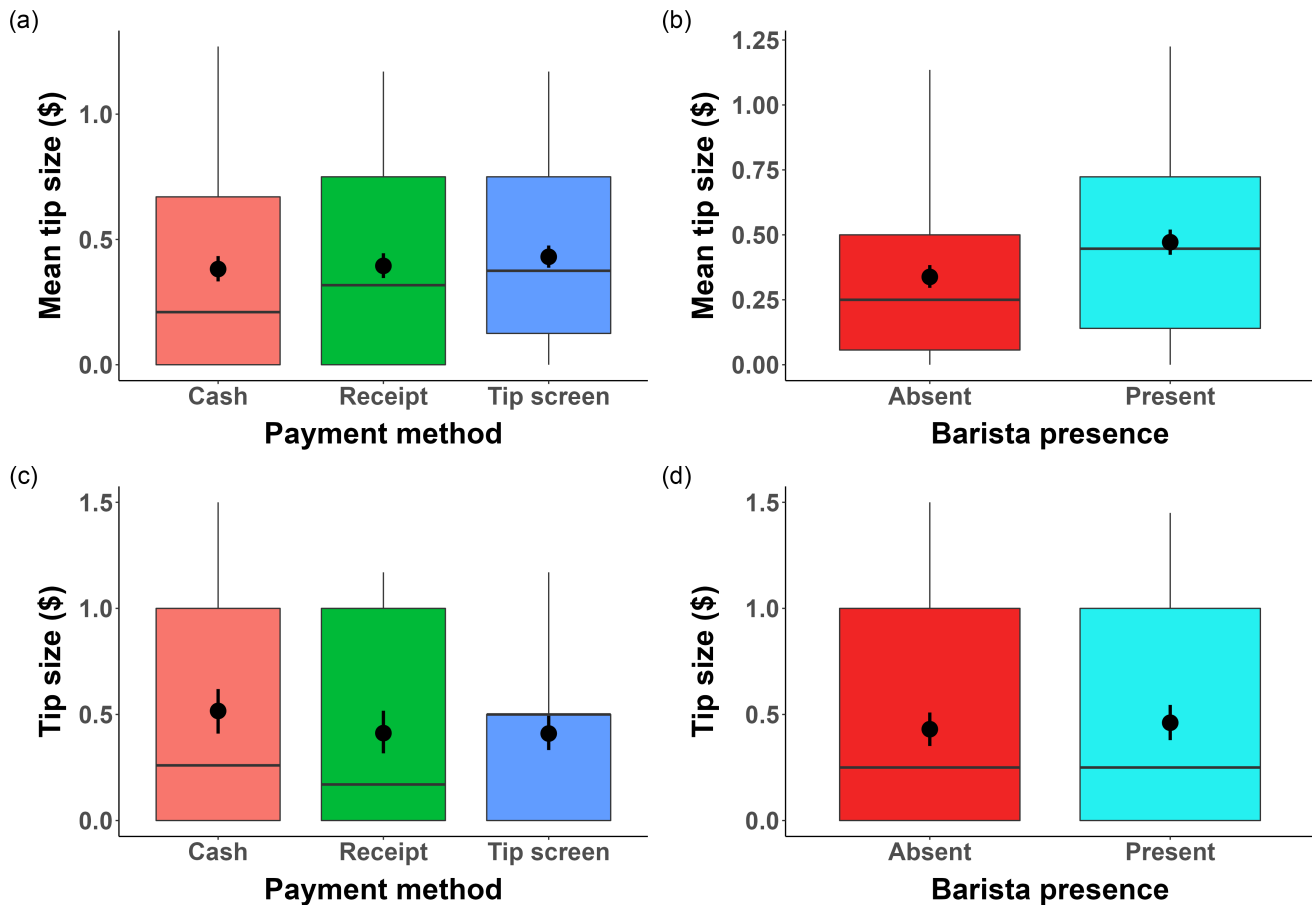 (a)
Mean tip size ($)
1.0
0.5
0.0
Cash Receipt Tip screen
Payment method
(b)
Mean tip size ($)
1.25
1.00
0.75
0.50
0.25
0.00
Absent Present
Barista presence
(c)
Tip size ($)
1.5
1.0
0.5
0.0
Cash Receipt Tip screen
Payment method
(d)
Tip size ($)
1.5
1.0
0.5
0.0
Absent Present
Barista presence